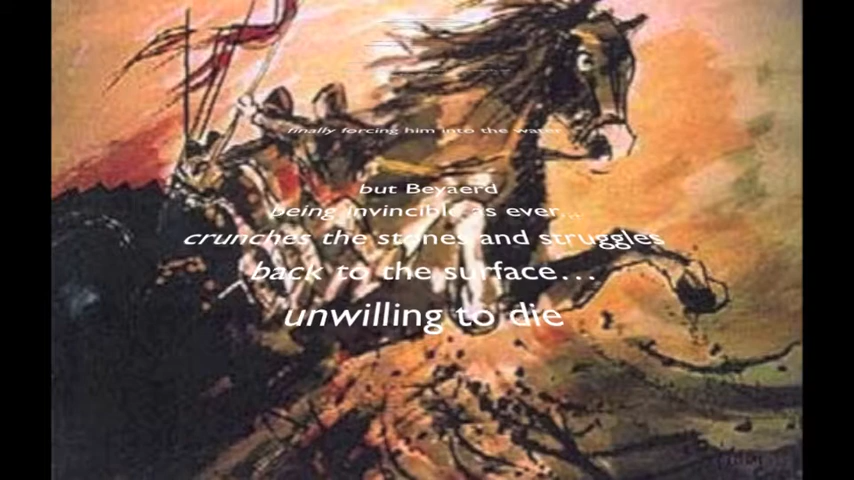 finally forcing him into the water
but Beyaerd
being invincible as ever,..
crunches the stones and struggles
back to the surface...
unwilling to die